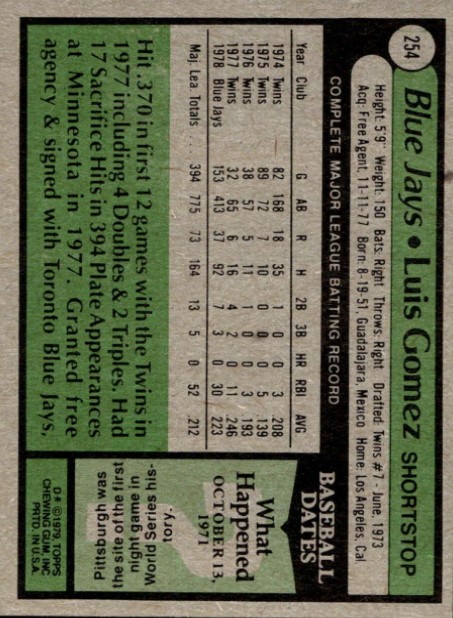 254
Blue Jays • Luis Gomez SHORTSTOP
Height: 5'9" Weight: 150 Bats: Right Throws: Right Drafted: Twins #7 - June, 1973
Acq: Free Agent, 11-11-77 Born: 8-19-51, Guadalajara, Mexico Home: Los Angeles, Cal
COMPLETE MAJOR LEAGUE BATTING RECORD
Year Club G AB R H 2B 3B HR RBI AVG
1974 Twins 82 168 18 35 1 0 0 3 .208
1975 Twins 89 72 7 10 0 0 0 5 .139
1976 Twins 38 57 5 11 1 0 0 3 .193
1977 Twins 32 65 6 16 4 2 0 11 .246
1978 Blue Jays 153 413 37 92 7 3 0 30 .223
Maj. Lea. Totals . . . 394 775 73 164 13 5 0 52 .212
Hit .370 in first 12 games with the Twins in
1977 including 4 Doubles & 2 Triples. Had
17 Sacrifice Hits in 394 Plate Appearances
at Minnesota in 1977. Granted free
agency & signed with Toronto Blue Jays.
BASEBALL
DATES
What
Happened
OCTOBER 13,
1971
Pittsburgh was
the site of the first
night game in
World Series his-
tory.
D* ©1979, TOPPS
CHEWING GUM, INC
PRTD. IN U.S.A.